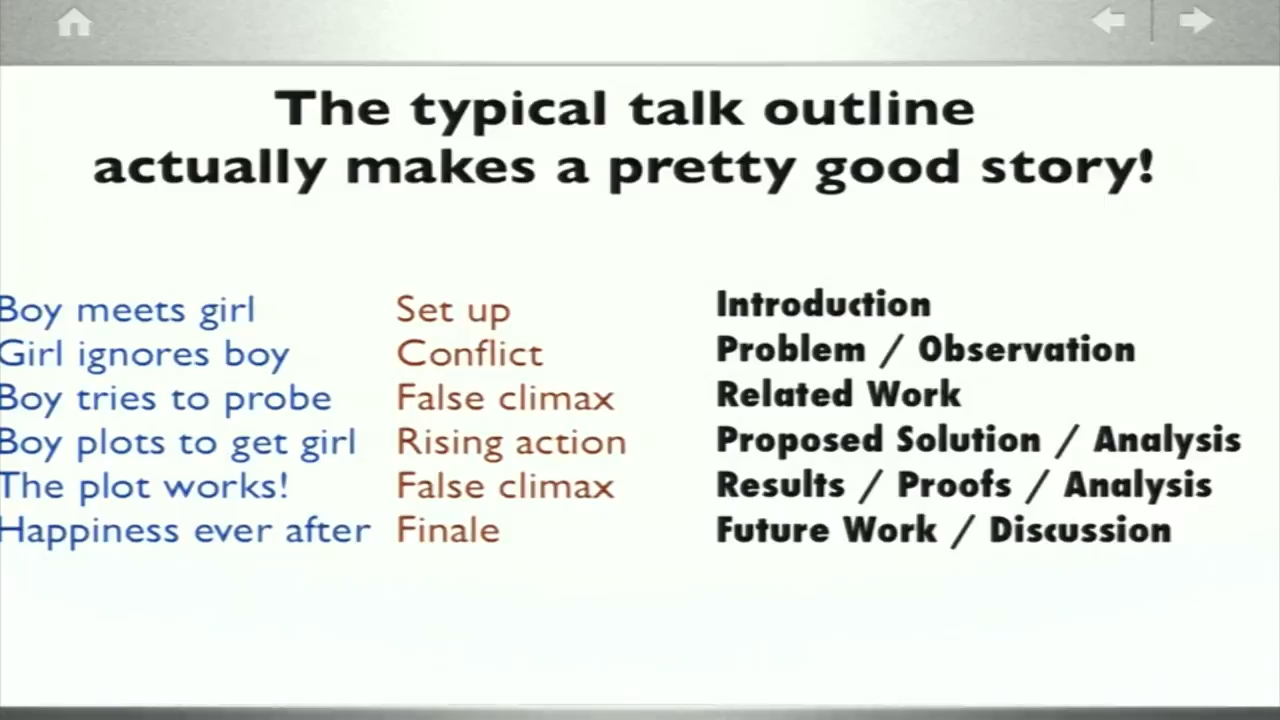 The typical talk outline
actually makes a pretty good story!
Boy meets girl Set up Introduction
Girl ignores boy Conflict Problem / Observation
Boy tries to probe False climax Related Work
Boy plots to get girl Rising action Proposed Solution / Analysis
The plot works! False climax Results / Proofs / Analysis
Happiness ever after Finale Future Work / Discussion